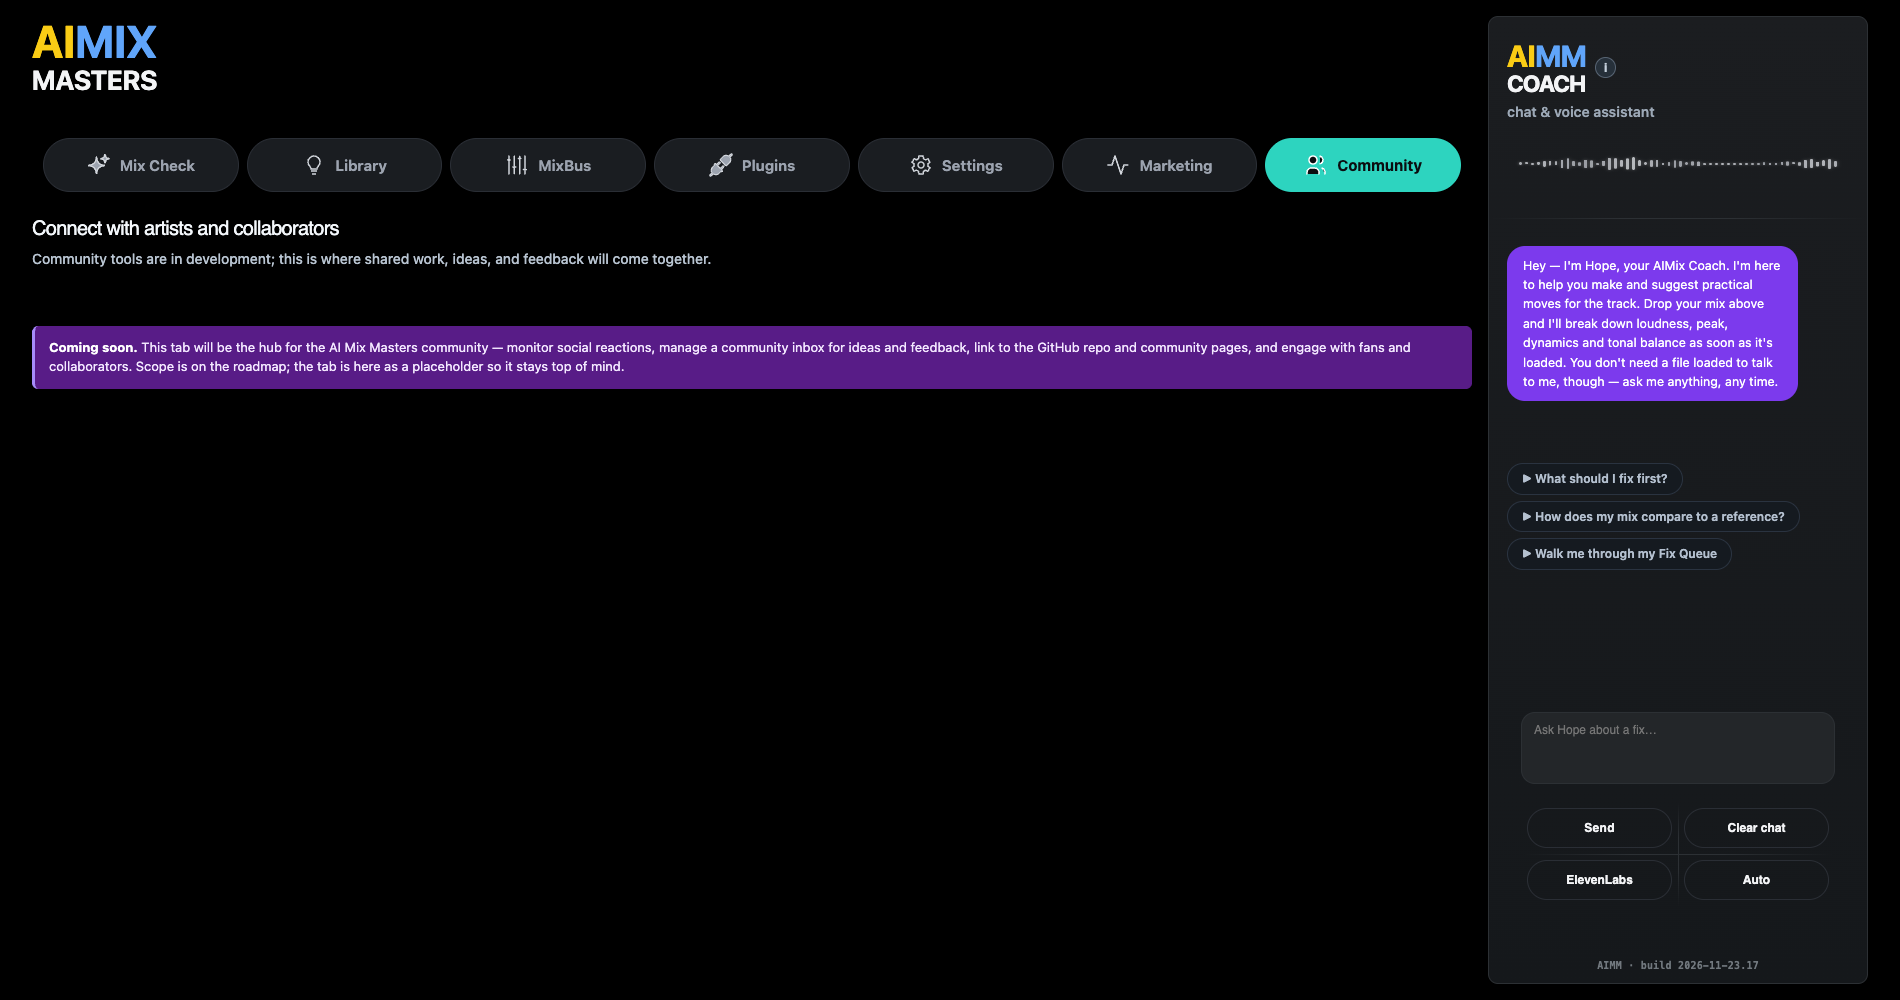 AIMIX
MASTERS
Mix Check
Library
MixBus
Plugins
Settings
Marketing
Community
Connect with artists and collaborators
Community tools are in development; this is where shared work, ideas, and feedback will come together.
Coming soon. This tab will be the hub for the AI Mix Masters community — monitor social reactions, manage a community inbox for ideas and feedback, link to the GitHub repo and community pages, and engage with fans and
collaborators. Scope is on the roadmap; the tab is here as a placeholder so it stays top of mind.
AIMM
COACH
i
chat & voice assistant
Hey — I'm Hope, your AIMix Coach. I'm here
to help you make and suggest practical
moves for the track. Drop your mix above
and I'll break down loudness, peak,
dynamics and tonal balance as soon as it's
loaded. You don't need a file loaded to talk
to me, though — ask me anything, any time.
▶ What should I fix first?
▶ How does my mix compare to a reference?
▶ Walk me through my Fix Queue
Ask Hope about a fix...
Send
Clear chat
ElevenLabs
Auto
AIMM · build 2026-11-23.17